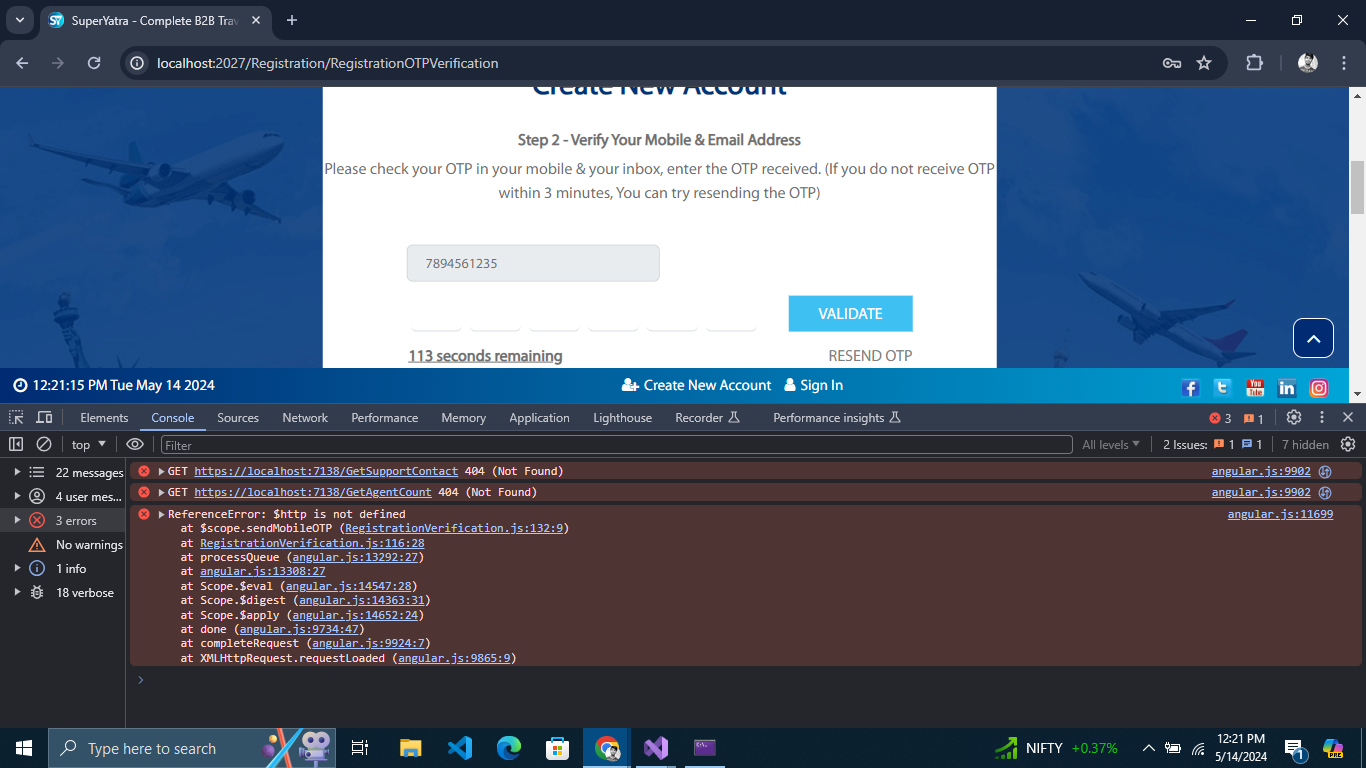 SuperYatra - Complete B2B Trav
localhost:2027/Registration/RegistrationOTPVerification
Create New Account
Step 2 - Verify Your Mobile & Email Address
Please check your OTP in your mobile & your inbox, enter the OTP received. (If you do not receive OTP
within 3 minutes, You can try resending the OTP)
7894561235
VALIDATE
113 seconds remaining
RESEND OTP
12:21:15 PM Tue May 14 2024
Create New Account
Sign In
You
Tube
Elements Console Sources Network Performance Memory Application Lighthouse Recorder Performance insights 3 1
top Filter All levels 2 Issues: 1 1 7 hidden
22 messages
4 user mes...
3 errors
No warnings
1 info
18 verbose
GET https://localhost:7138/GetSupportContact 404 (Not Found) angular.js:9902
GET https://localhost:7138/GetAgentCount 404 (Not Found) angular.js:9902
ReferenceError: $http is not defined angular.js:11699
at $scope.sendMobileOTP (RegistrationVerification.js:132:9)
at RegistrationVerification.js:116:28
at processQueue (angular.js:13292:27)
at angular.js:13308:27
at Scope.$eval (angular.js:14547:28)
at Scope.$digest (angular.js:14363:31)
at Scope.$apply (angular.js:14652:24)
at done (angular.js:9734:47)
at completeRequest (angular.js:9924:7)
at XMLHttpRequest.requestLoaded (angular.js:9865:9)
Type here to search
NIFTY +0.37%
12:21 PM
5/14/2024
1
PRE